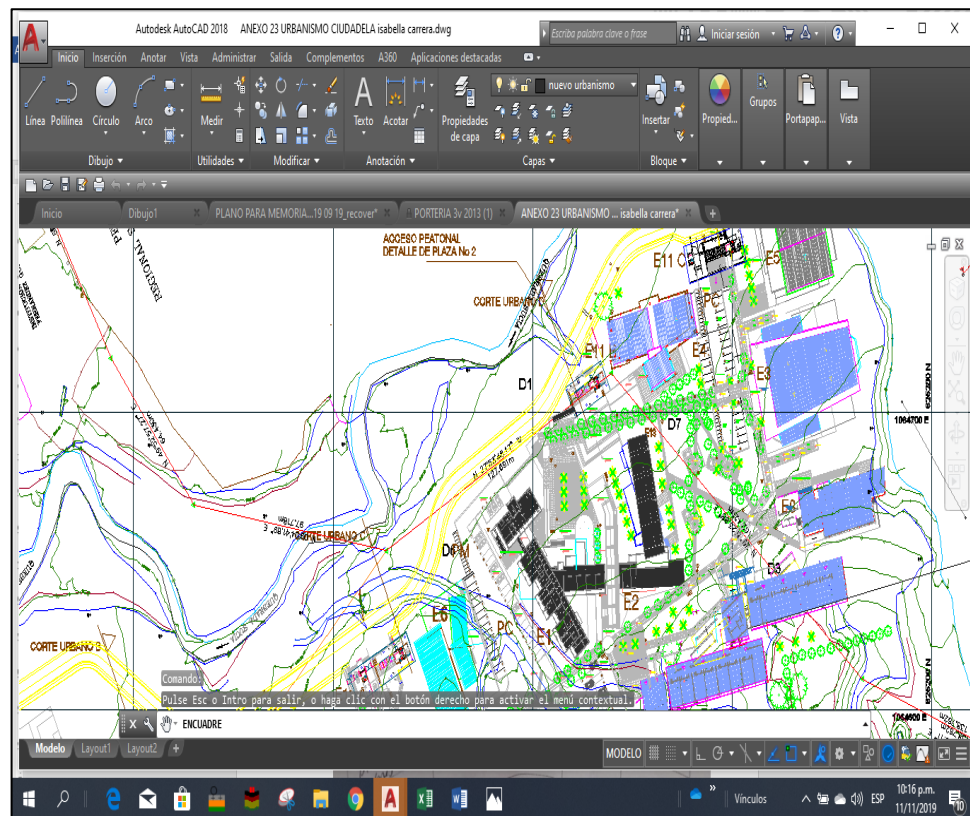 Autodesk AutoCAD 2018 ANEXO 23 URBANISMO CIUDADELA isabella carrera.dwg
Escriba palabra clave o frase
Iniciar sesión
Inicio Inserción Anotar Vista Administrar Salida Complementos A360 Aplicaciones destacadas
Línea Polilínea Círculo Arco
Medir
Texto Acotar
Propiedades de capa
nuevo urbanismo
Insertar
Propied...
Grupos
Portapap...
Vista
Dibujo Utilidades Modificar Anotación Capas Bloque
Inicio Dibujo1 PLANO PARA MEMORIA...19 09 19_recover* PORTERIA 3v 2013 (1) ANEXO 23 URBANISMO ... isabella carrera*
REGIONAL
ACCESO PEATONAL
DETALLE DE PLAZA No 2
CORTE URBANO C
E11 C
E5
PC
E11 L
E4
E3
D1
D7
1064700 E
CORTE URBANO C
E2
D3
E6
PC
E1
CORTE URBANO C
Comando:
Pulse Esc o Intro para salir, o haga clic con el botón derecho para activar el menú contextual.
ENCUADRE
Modelo Layout1 Layout2
MODELO
Vínculos
ESP
10:16 p.m.
11/11/2019
10